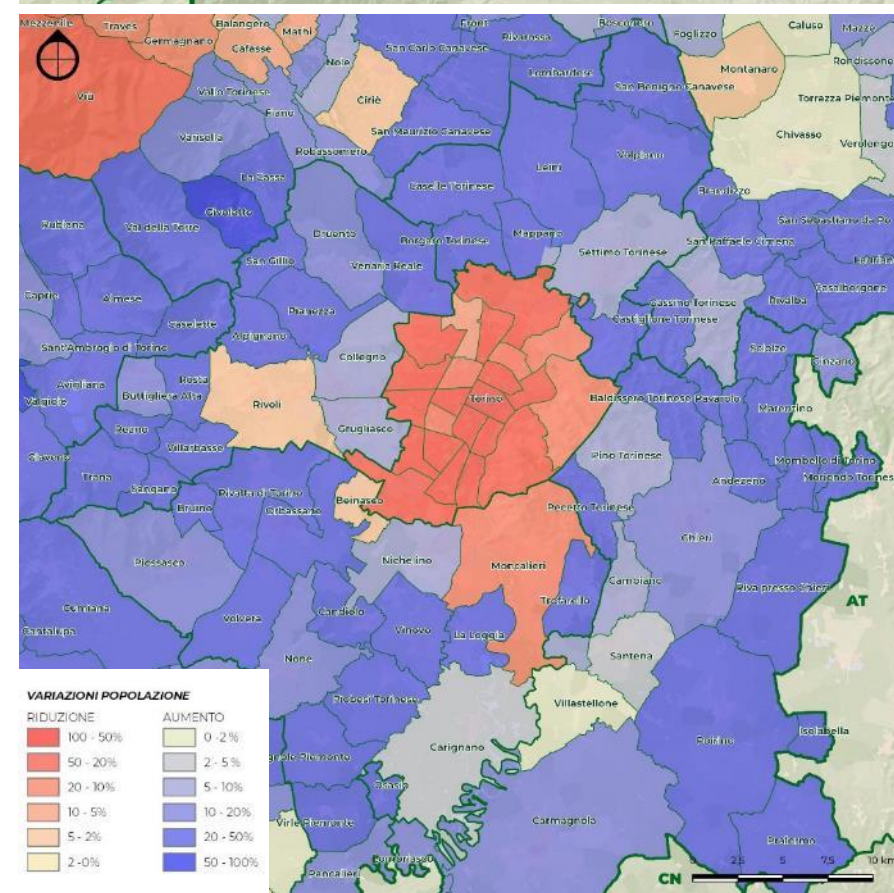 Mezzenile
Traves
Germagnano
Balangero
Mathi
Cafasse
Front
Bosconero
Foglizzo
Caluso
Mazzè
Rondissone
Viù
Vallo Torinese
Nole
San Carlo Canavese
Rivarossa
Lombardore
San Benigno Canavese
Montanaro
Torrazza Piemonte
Ciriè
Fiano
Varisella
San Maurizio Canavese
Chivasso
Verolengo
Robassomero
Leini
Volpiano
La Cassa
Caselle Torinese
Brandizzo
Givoletto
Rubiana
Val della Torre
Druento
Borgaro Torinese
Mappano
San Sebastiano da Po
San Raffaele Cimena
San Gillio
Venaria Reale
Settimo Torinese
Caprie
Almese
Gassino Torinese
Rivalba
Casalborgone
Pianezza
Castiglione Torinese
Caselette
Alpignano
Sant'Ambrogio di Torino
Collegno
Sciolze
Cinzano
Avigliana
Rosta
Buttigliera Alta
Valgioie
Rivoli
Torino
Baldissero Torinese
Pavarolo
Marentino
Reano
Grugliasco
Villarbasse
Giaveno
Pino Torinese
Mombello di Torino
Trana
Moriondo Torinese
Sangano
Rivalta di Torino
Beinasco
Andezeno
Bruino
Orbassano
Pecetto Torinese
Chieri
Piossasco
Nichelino
Moncalieri
Cambiano
Riva presso Chieri
AT
Cumiana
Trofarello
Cantalupa
Volvera
Candiolo
Vinovo
La Loggia
None
Santena
VARIAZIONI POPOLAZIONE
RIDUZIONE
AUMENTO
100 - 50%
0 -2 %
50 - 20%
2 - 5 %
20 - 10%
5 - 10%
10 - 5%
10 - 20%
5 - 2%
20 - 50%
2 -0%
50 - 100%
Piobesi Torinese
Villastellone
Carignano
Poirino
Isolabella
Osasio
Virle Piemonte
Carmagnola
Pralormo
Lombriasco
Pancalieri
CN
0
2,5
5
7,5
10 km